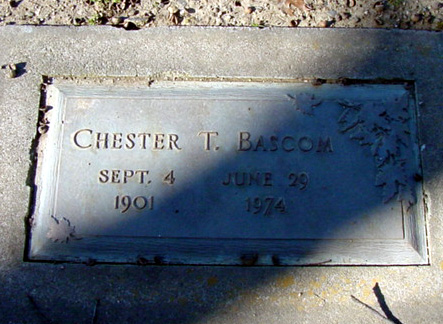 CHESTER T. BASCOM
SEPT. 4 JUNE 29
1901 1974